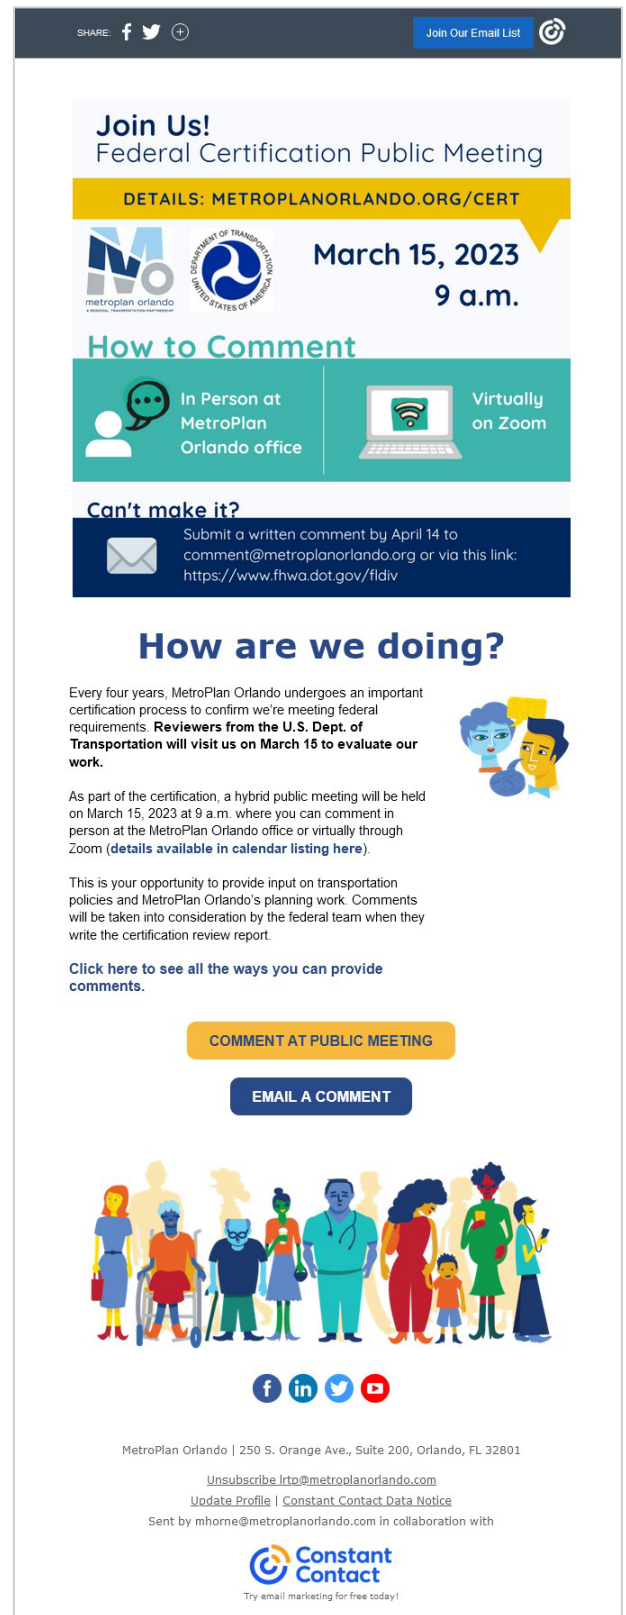 SHARE:
Join Our Email List
Join Us!
Federal Certification Public Meeting
DETAILS: METROPLANORLANDO.ORG/CERT
March 15, 2023
9 a.m.
metroplan orlando
A REGIONAL TRANSPORTATION PARTNERSHIP
DEPARTMENT OF TRANSPORTATION
UNITED STATES OF AMERICA
How to Comment
In Person at
MetroPlan
Orlando office
Virtually
on Zoom
Can't make it?
Submit a written comment by April 14 to
comment@metroplanorlando.org or via this link:
https://www.fhwa.dot.gov/fldiv
How are we doing?
Every four years, MetroPlan Orlando undergoes an important
certification process to confirm we're meeting federal
requirements. Reviewers from the U.S. Dept. of
Transportation will visit us on March 15 to evaluate our
work.
As part of the certification, a hybrid public meeting will be held
on March 15, 2023 at 9 a.m. where you can comment in
person at the MetroPlan Orlando office or virtually through
Zoom (details available in calendar listing here).
This is your opportunity to provide input on transportation
policies and MetroPlan Orlando's planning work. Comments
will be taken into consideration by the federal team when they
write the certification review report.
Click here to see all the ways you can provide
comments.
COMMENT AT PUBLIC MEETING
EMAIL A COMMENT
MetroPlan Orlando | 250 S. Orange Ave., Suite 200, Orlando, FL 32801
Unsubscribe lrtp@metroplanorlando.com
Update Profile | Constant Contact Data Notice
Sent by mhorne@metroplanorlando.com in collaboration with
Constant
Contact
Try email marketing for free today!